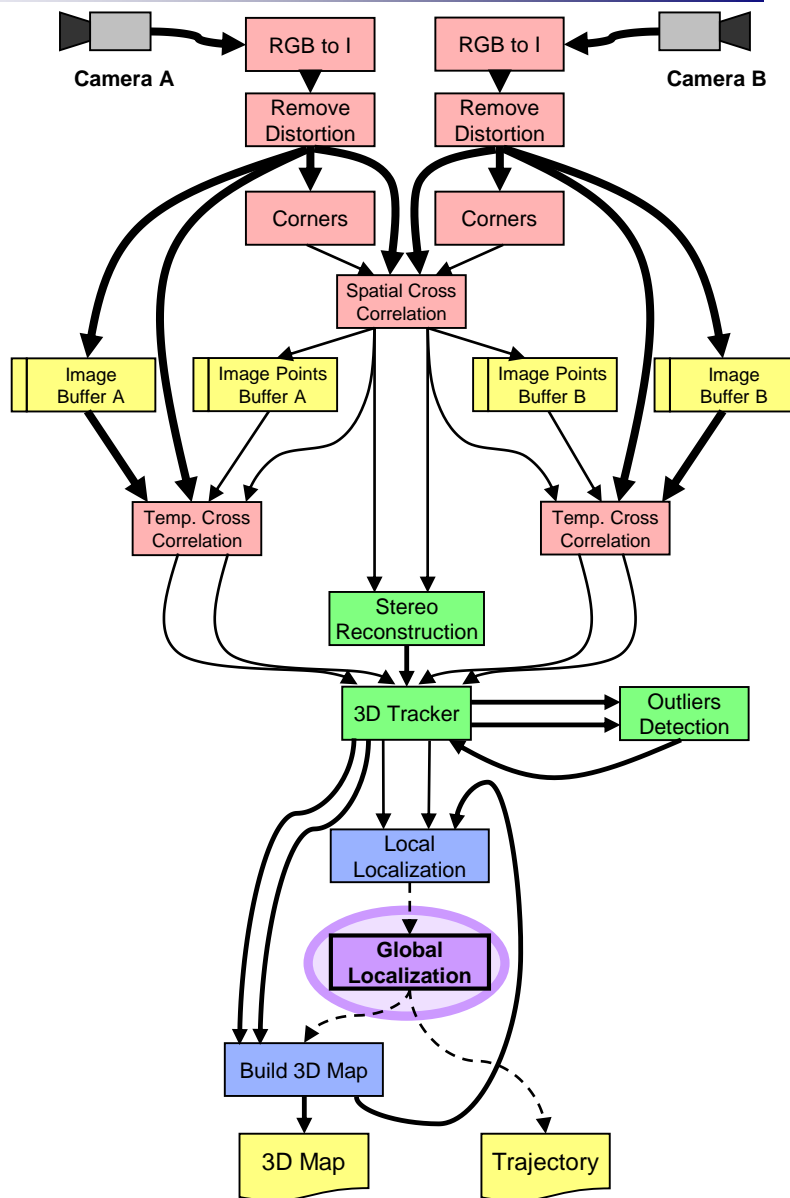 RGB to I
RGB to I
Camera A
Camera B
Remove
Distortion
Remove
Distortion
Corners
Corners
Spatial Cross
Correlation
Image
Buffer A
Image Points
Buffer A
Image Points
Buffer B
Image
Buffer B
Temp. Cross
Correlation
Temp. Cross
Correlation
Stereo
Reconstruction
3D Tracker
Outliers
Detection
Local
Localization
Global
Localization
Build 3D Map
3D Map
Trajectory